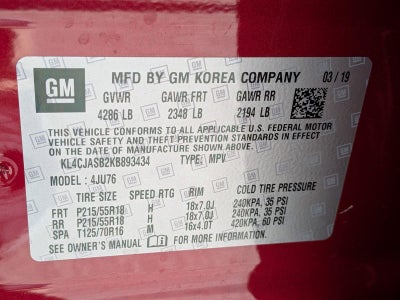 GM
MFD BY GM KOREA COMPANY 03/19
GVWR GAWR FRT GAWR RR
4286 LB 2348 LB 2194 LB
THIS VEHICLE CONFORMS TO ALL APPLICABLE U.S. FEDERAL MOTOR
VEHICLE SAFETY AND THEFT PREVENTION STANDARDS IN EFFECT ON
THE DATE OF MANUFACTURE SHOWN ABOVE.
KL4CJASB2KB893434 TYPE: MPV
MODEL: 4JU76
TIRE SIZE SPEED RTG RIM COLD TIRE PRESSURE
FRT P215/55R18 H 18x7.0J 240KPA, 35 PSI
RR P215/55R18 H 18x7.0J 240KPA, 35 PSI
SPA T125/70R16 M 16x4.0T 420KPA, 60 PSI
SEE OWNER'S MANUAL FOR MORE INFORMATION.